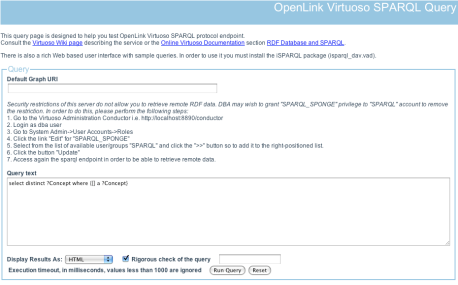 OpenLink Virtuoso SPARQL Query
This query page is designed to help you test OpenLink Virtuoso SPARQL protocol endpoint.
Consult the Virtuoso Wiki page describing the service or the Online Virtuoso Documentation section RDF Database and SPARQL.
There is also a rich Web based user interface with sample queries. In order to use it you must install the iSPARQL package (isparql_dav.vad).
Query
Default Graph URI
Security restrictions of this server do not allow you to retrieve remote RDF data. DBA may wish to grant "SPARQL_SPONGE" privilege to "SPARQL" account to remove
the restriction. In order to do this, please perform the following steps:
1. Go to the Virtuoso Administration Conductor i.e. http://localhost:8890/conductor
2. Login as dba user
3. Go to System Admin->User Accounts->Roles
4. Click the link "Edit" for "SPARQL_SPONGE"
5. Select from the list of available user/groups "SPARQL" and click the ">>" button so to add it to the right-positioned list.
6. Click the button "Update"
7. Access again the sparql endpoint in order to be able to retrieve remote data.
Query text
select distinct ?Concept where {[] a ?Concept}
Display Results As: HTML Rigorous check of the query
Execution timeout, in milliseconds, values less than 1000 are ignored Run Query Reset